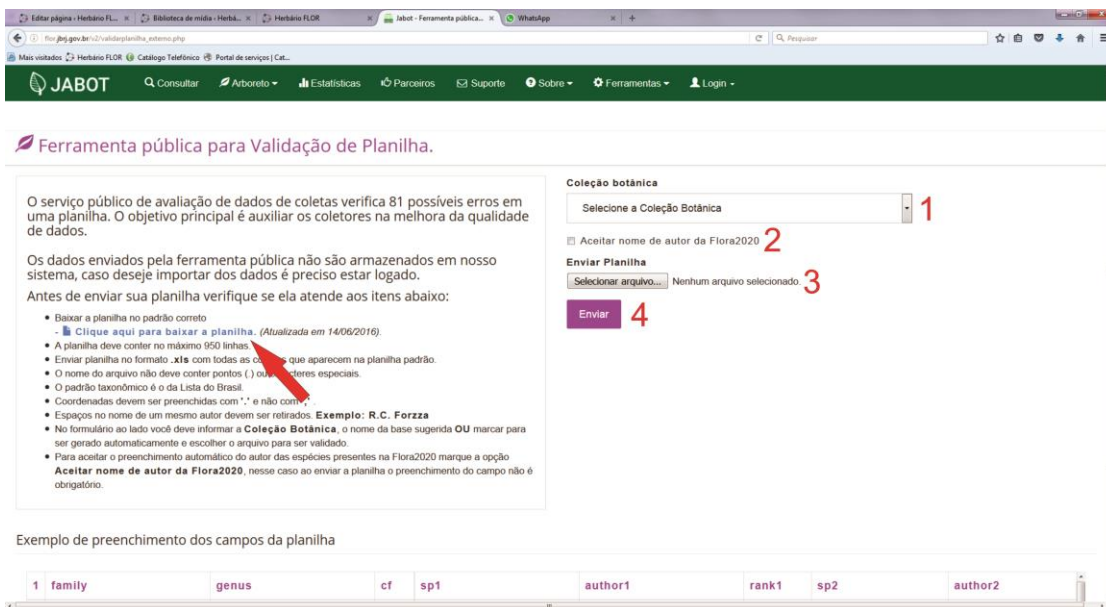 Editar página ‹ Herbário FL... × Biblioteca de mídia ‹ Herbá... × Herbário FLOR × Jabot - Ferramenta pública... × WhatsApp × +
flor.jbrj.gov.br/v2/validarplanilha_externo.php Pesquisar
Mais visitados Herbário FLOR Catálogo Telefônico Portal de serviços | Cat...
JABOT Consultar Arboreto Estatísticas Parceiros Suporte Sobre Ferramentas Login
Ferramenta pública para Validação de Planilha.
O serviço público de avaliação de dados de coletas verifica 81 possíveis erros em
uma planilha. O objetivo principal é auxiliar os coletores na melhora da qualidade
de dados.
Os dados enviados pela ferramenta pública não são armazenados em nosso
sistema, caso deseje importar dos dados é preciso estar logado.
Antes de enviar sua planilha verifique se ela atende aos itens abaixo:
• Baixar a planilha no padrão correto
- Clique aqui para baixar a planilha. (Atualizada em 14/06/2016).
• A planilha deve conter no máximo 950 linhas.
• Enviar planilha no formato .xls com todas as que aparecem na planilha padrão.
• O nome do arquivo não deve conter pontos (.) ou especiais.
• O padrão taxonômico é o da Lista do Brasil.
• Coordenadas devem ser preenchidas com '.' e não com ','.
• Espaços no nome de um mesmo autor devem ser retirados. Exemplo: R.C. Forzza
• No formulário ao lado você deve informar a Coleção Botânica, o nome da base sugerida OU marcar para
ser gerado automaticamente e escolher o arquivo para ser validado.
• Para aceitar o preenchimento automático do autor das espécies presentes na Flora2020 marque a opção
Aceitar nome de autor da Flora2020, nesse caso ao enviar a planilha o preenchimento do campo não é
obrigatório.
Coleção botânica
Selecione a Coleção Botânica 1
Aceitar nome de autor da Flora2020 2
Enviar Planilha
Selecionar arquivo... Nenhum arquivo selecionado. 3
Enviar 4
Exemplo de preenchimento dos campos da planilha
1 family genus cf sp1 author1 rank1 sp2 author2